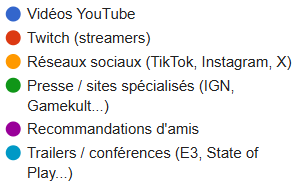 Vidéos YouTube
Twitch (streamers)
Réseaux sociaux (TikTok, Instagram, X)
Presse / sites spécialisés (IGN,
Gamekult...)
Recommandations d'amis
Trailers / conférences (E3, State of
Play...)